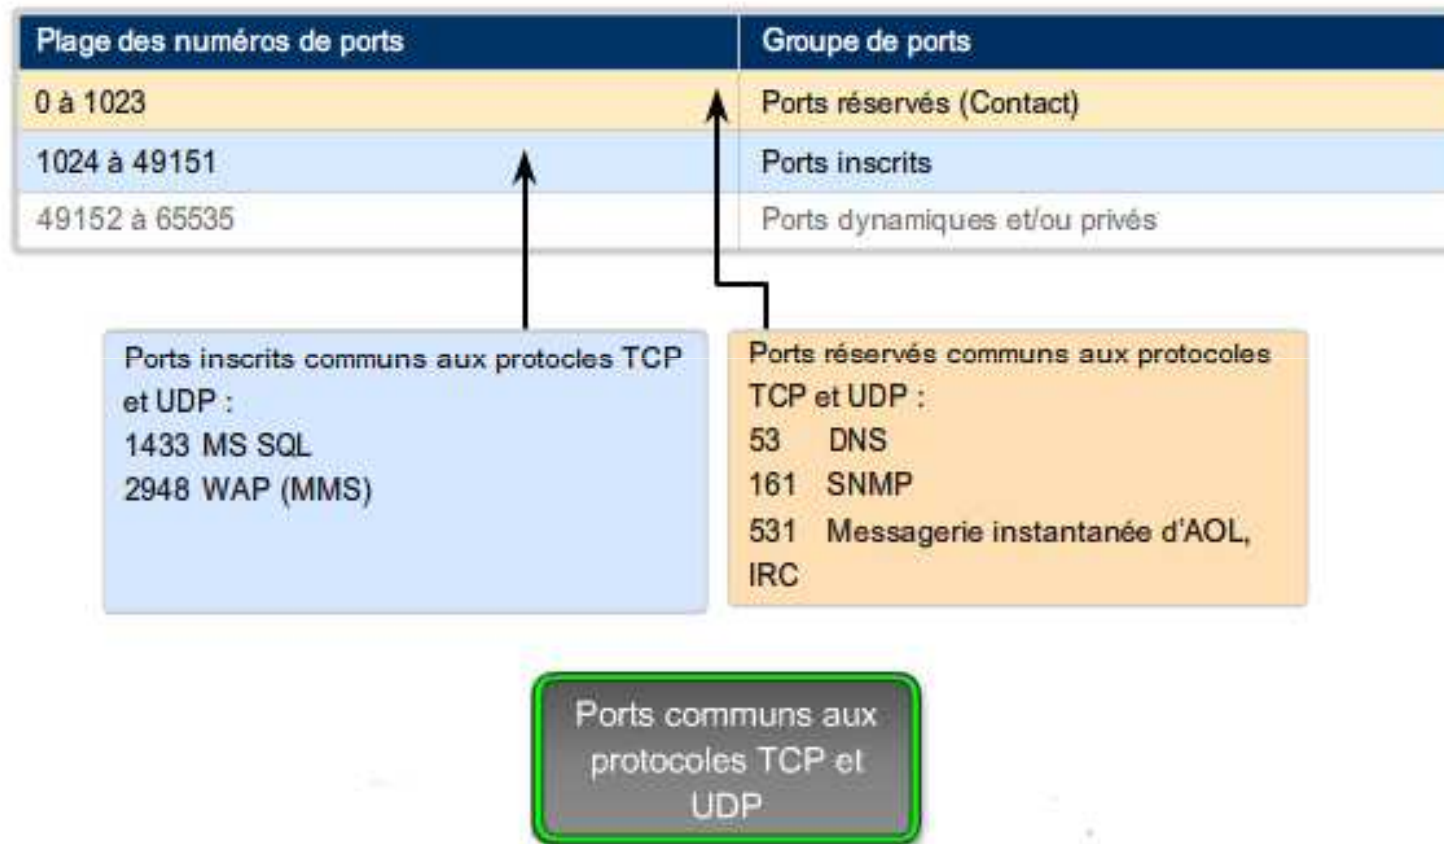 Plage des numéros de ports Groupe de ports
0 à 1023 Ports réservés (Contact)
1024 à 49151 Ports inscrits
49152 à 65535 Ports dynamiques et/ou privés
Ports inscrits communs aux protocles TCP
et UDP :
1433 MS SQL
2948 WAP (MMS)
Ports réservés communs aux protocoles
TCP et UDP :
53 DNS
161 SNMP
531 Messagerie instantanée d'AOL,
IRC
Ports communs aux
protocoles TCP et
UDP